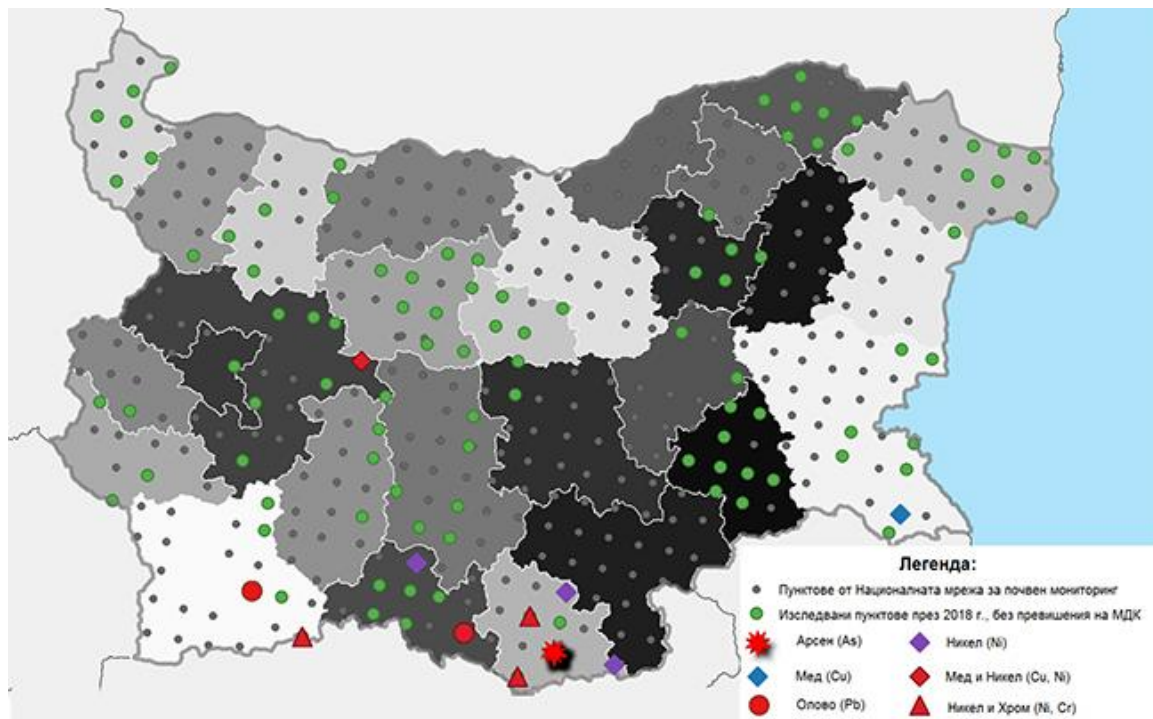 Легенда:
Пунктове от Националната мрежа за почвен мониторинг
Изследвани пунктове през 2018 г., без превишения на МДК
Арсен (As)
Никел (Ni)
Мед (Cu)
Мед и Никел (Cu, Ni)
Олово (Pb)
Никел и Хром (Ni, Cr)